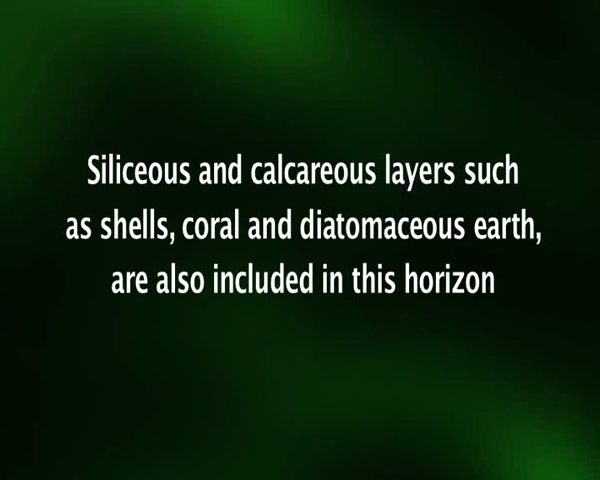 Siliceous and calcareous layers such
as shells, coral and diatomaceous earth,
are also included in this horizon